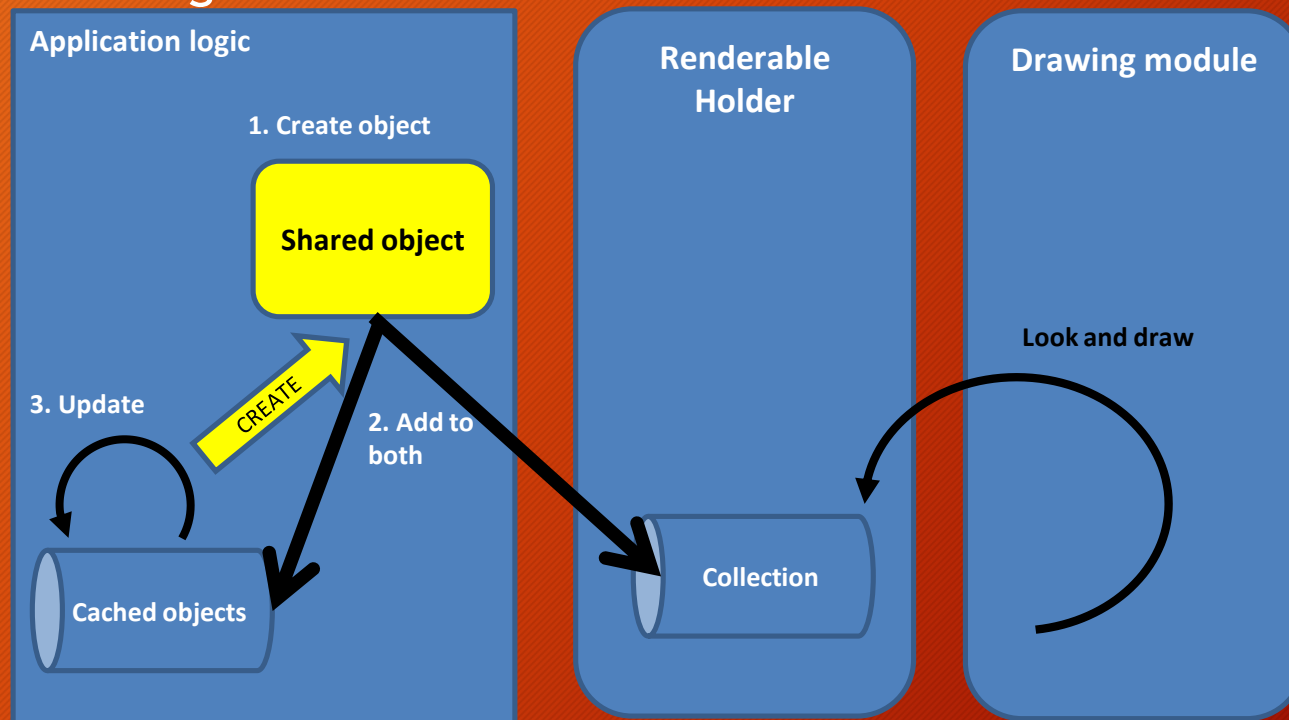 Application logic
1. Create object
Shared object
CREATE
3. Update
2. Add to
both
Cached objects
Renderable
Holder
Collection
Drawing module
Look and draw